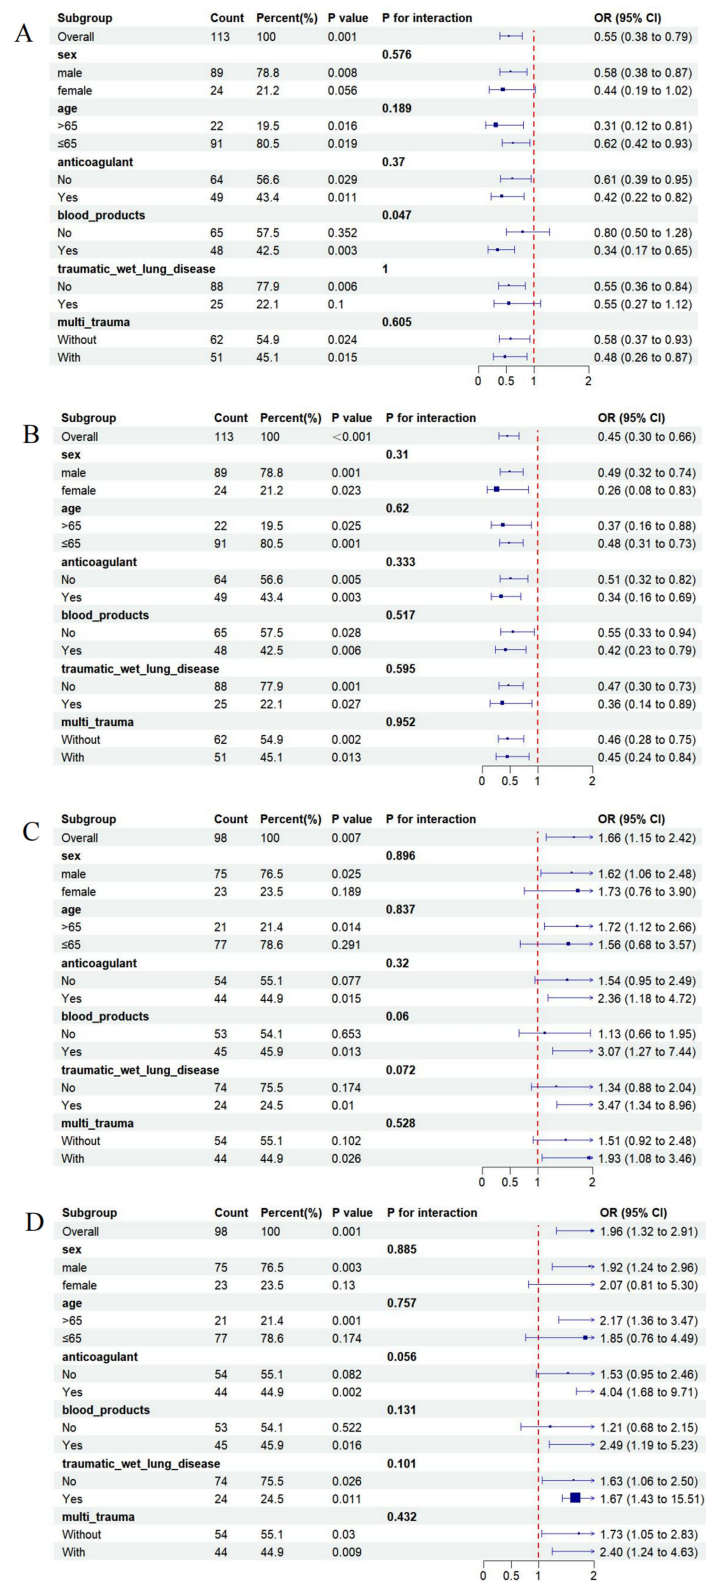 A
Subgroup Count Percent(%) P value P for interaction OR (95% CI)
Overall 113 100 0.001 0.55 (0.38 to 0.79)
sex 0.576
male 89 78.8 0.008 0.58 (0.38 to 0.87)
female 24 21.2 0.056 0.44 (0.19 to 1.02)
age 0.189
>65 22 19.5 0.016 0.31 (0.12 to 0.81)
≤65 91 80.5 0.019 0.62 (0.42 to 0.93)
anticoagulant 0.37
No 64 56.6 0.029 0.61 (0.39 to 0.95)
Yes 49 43.4 0.011 0.42 (0.22 to 0.82)
blood_products 0.047
No 65 57.5 0.352 0.80 (0.50 to 1.28)
Yes 48 42.5 0.003 0.34 (0.17 to 0.65)
traumatic_wet_lung_disease 1
No 88 77.9 0.006 0.55 (0.36 to 0.84)
Yes 25 22.1 0.1 0.55 (0.27 to 1.12)
multi_trauma 0.605
Without 62 54.9 0.024 0.58 (0.37 to 0.93)
With 51 45.1 0.015 0.48 (0.26 to 0.87)
0 0.5 1 2
B
Subgroup Count Percent(%) P value P for interaction OR (95% CI)
Overall 113 100 <0.001 0.45 (0.30 to 0.66)
sex 0.31
male 89 78.8 0.001 0.49 (0.32 to 0.74)
female 24 21.2 0.023 0.26 (0.08 to 0.83)
age 0.62
>65 22 19.5 0.025 0.37 (0.16 to 0.88)
≤65 91 80.5 0.001 0.48 (0.31 to 0.73)
anticoagulant 0.333
No 64 56.6 0.005 0.51 (0.32 to 0.82)
Yes 49 43.4 0.003 0.34 (0.16 to 0.69)
blood_products 0.517
No 65 57.5 0.028 0.55 (0.33 to 0.94)
Yes 48 42.5 0.006 0.42 (0.23 to 0.79)
traumatic_wet_lung_disease 0.595
No 88 77.9 0.001 0.47 (0.30 to 0.73)
Yes 25 22.1 0.027 0.36 (0.14 to 0.89)
multi_trauma 0.952
Without 62 54.9 0.002 0.46 (0.28 to 0.75)
With 51 45.1 0.013 0.45 (0.24 to 0.84)
0 0.5 1 2
C
Subgroup Count Percent(%) P value P for interaction OR (95% CI)
Overall 98 100 0.007 1.66 (1.15 to 2.42)
sex 0.896
male 75 76.5 0.025 1.62 (1.06 to 2.48)
female 23 23.5 0.189 1.73 (0.76 to 3.90)
age 0.837
>65 21 21.4 0.014 1.72 (1.12 to 2.66)
≤65 77 78.6 0.291 1.56 (0.68 to 3.57)
anticoagulant 0.32
No 54 55.1 0.077 1.54 (0.95 to 2.49)
Yes 44 44.9 0.015 2.36 (1.18 to 4.72)
blood_products 0.06
No 53 54.1 0.653 1.13 (0.66 to 1.95)
Yes 45 45.9 0.013 3.07 (1.27 to 7.44)
traumatic_wet_lung_disease 0.072
No 74 75.5 0.174 1.34 (0.88 to 2.04)
Yes 24 24.5 0.01 3.47 (1.34 to 8.96)
multi_trauma 0.528
Without 54 55.1 0.102 1.51 (0.92 to 2.48)
With 44 44.9 0.026 1.93 (1.08 to 3.46)
0 0.5 1 2
D
Subgroup Count Percent(%) P value P for interaction OR (95% CI)
Overall 98 100 0.001 1.96 (1.32 to 2.91)
sex 0.885
male 75 76.5 0.003 1.92 (1.24 to 2.96)
female 23 23.5 0.13 2.07 (0.81 to 5.30)
age 0.757
>65 21 21.4 0.001 2.17 (1.36 to 3.47)
≤65 77 78.6 0.174 1.85 (0.76 to 4.49)
anticoagulant 0.056
No 54 55.1 0.082 1.53 (0.95 to 2.46)
Yes 44 44.9 0.002 4.04 (1.68 to 9.71)
blood_products 0.131
No 53 54.1 0.522 1.21 (0.68 to 2.15)
Yes 45 45.9 0.016 2.49 (1.19 to 5.23)
traumatic_wet_lung_disease 0.101
No 74 75.5 0.026 1.63 (1.06 to 2.50)
Yes 24 24.5 0.011 1.67 (1.43 to 15.51)
multi_trauma 0.432
Without 54 55.1 0.03 1.73 (1.05 to 2.83)
With 44 44.9 0.009 2.40 (1.24 to 4.63)
0 0.5 1 2